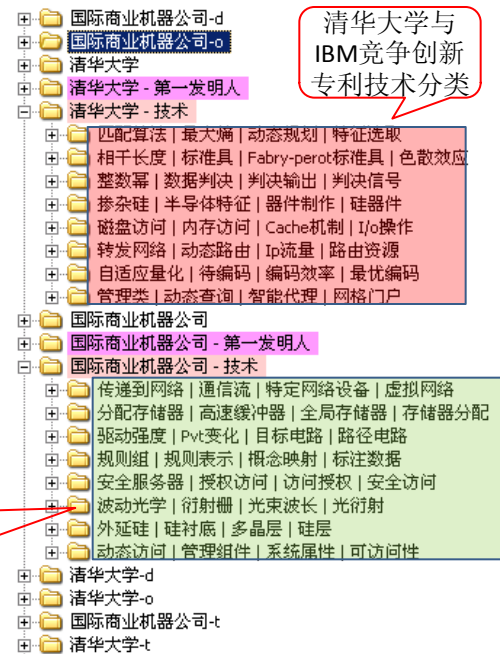 国际商业机器公司-d
国际商业机器公司-o
清华大学
清华大学 - 第一发明人
清华大学 - 技术
匹配算法 | 最大熵 | 动态规划 | 特征选取
相干长度 | 标准具 | Fabry-perot标准具 | 色散效应
整数幂 | 数据判决 | 判决输出 | 判决信号
掺杂硅 | 半导体特征 | 器件制作 | 硅器件
磁盘访问 | 内存访问 | Cache机制 | I/o操作
转发网络 | 动态路由 | Ip流量 | 路由资源
自适应量化 | 待编码 | 编码效率 | 最优编码
管理类 | 动态查询 | 智能代理 | 网格门户
国际商业机器公司
国际商业机器公司 - 第一发明人
国际商业机器公司 - 技术
传递到网络 | 通信流 | 特定网络设备 | 虚拟网络
分配存储器 | 高速缓冲器 | 全局存储器 | 存储器分配
驱动强度 | Pvt变化 | 目标电路 | 路径电路
规则组 | 规则表示 | 概念映射 | 标注数据
安全服务器 | 授权访问 | 访问授权 | 安全访问
波动光学 | 衍射栅 | 光束波长 | 光衍射
外延硅 | 硅衬底 | 多晶层 | 硅层
动态访问 | 管理组件 | 系统属性 | 可访问性
清华大学-d
清华大学-o
国际商业机器公司-t
清华大学-t
清华大学与
IBM竞争创新
专利技术分类